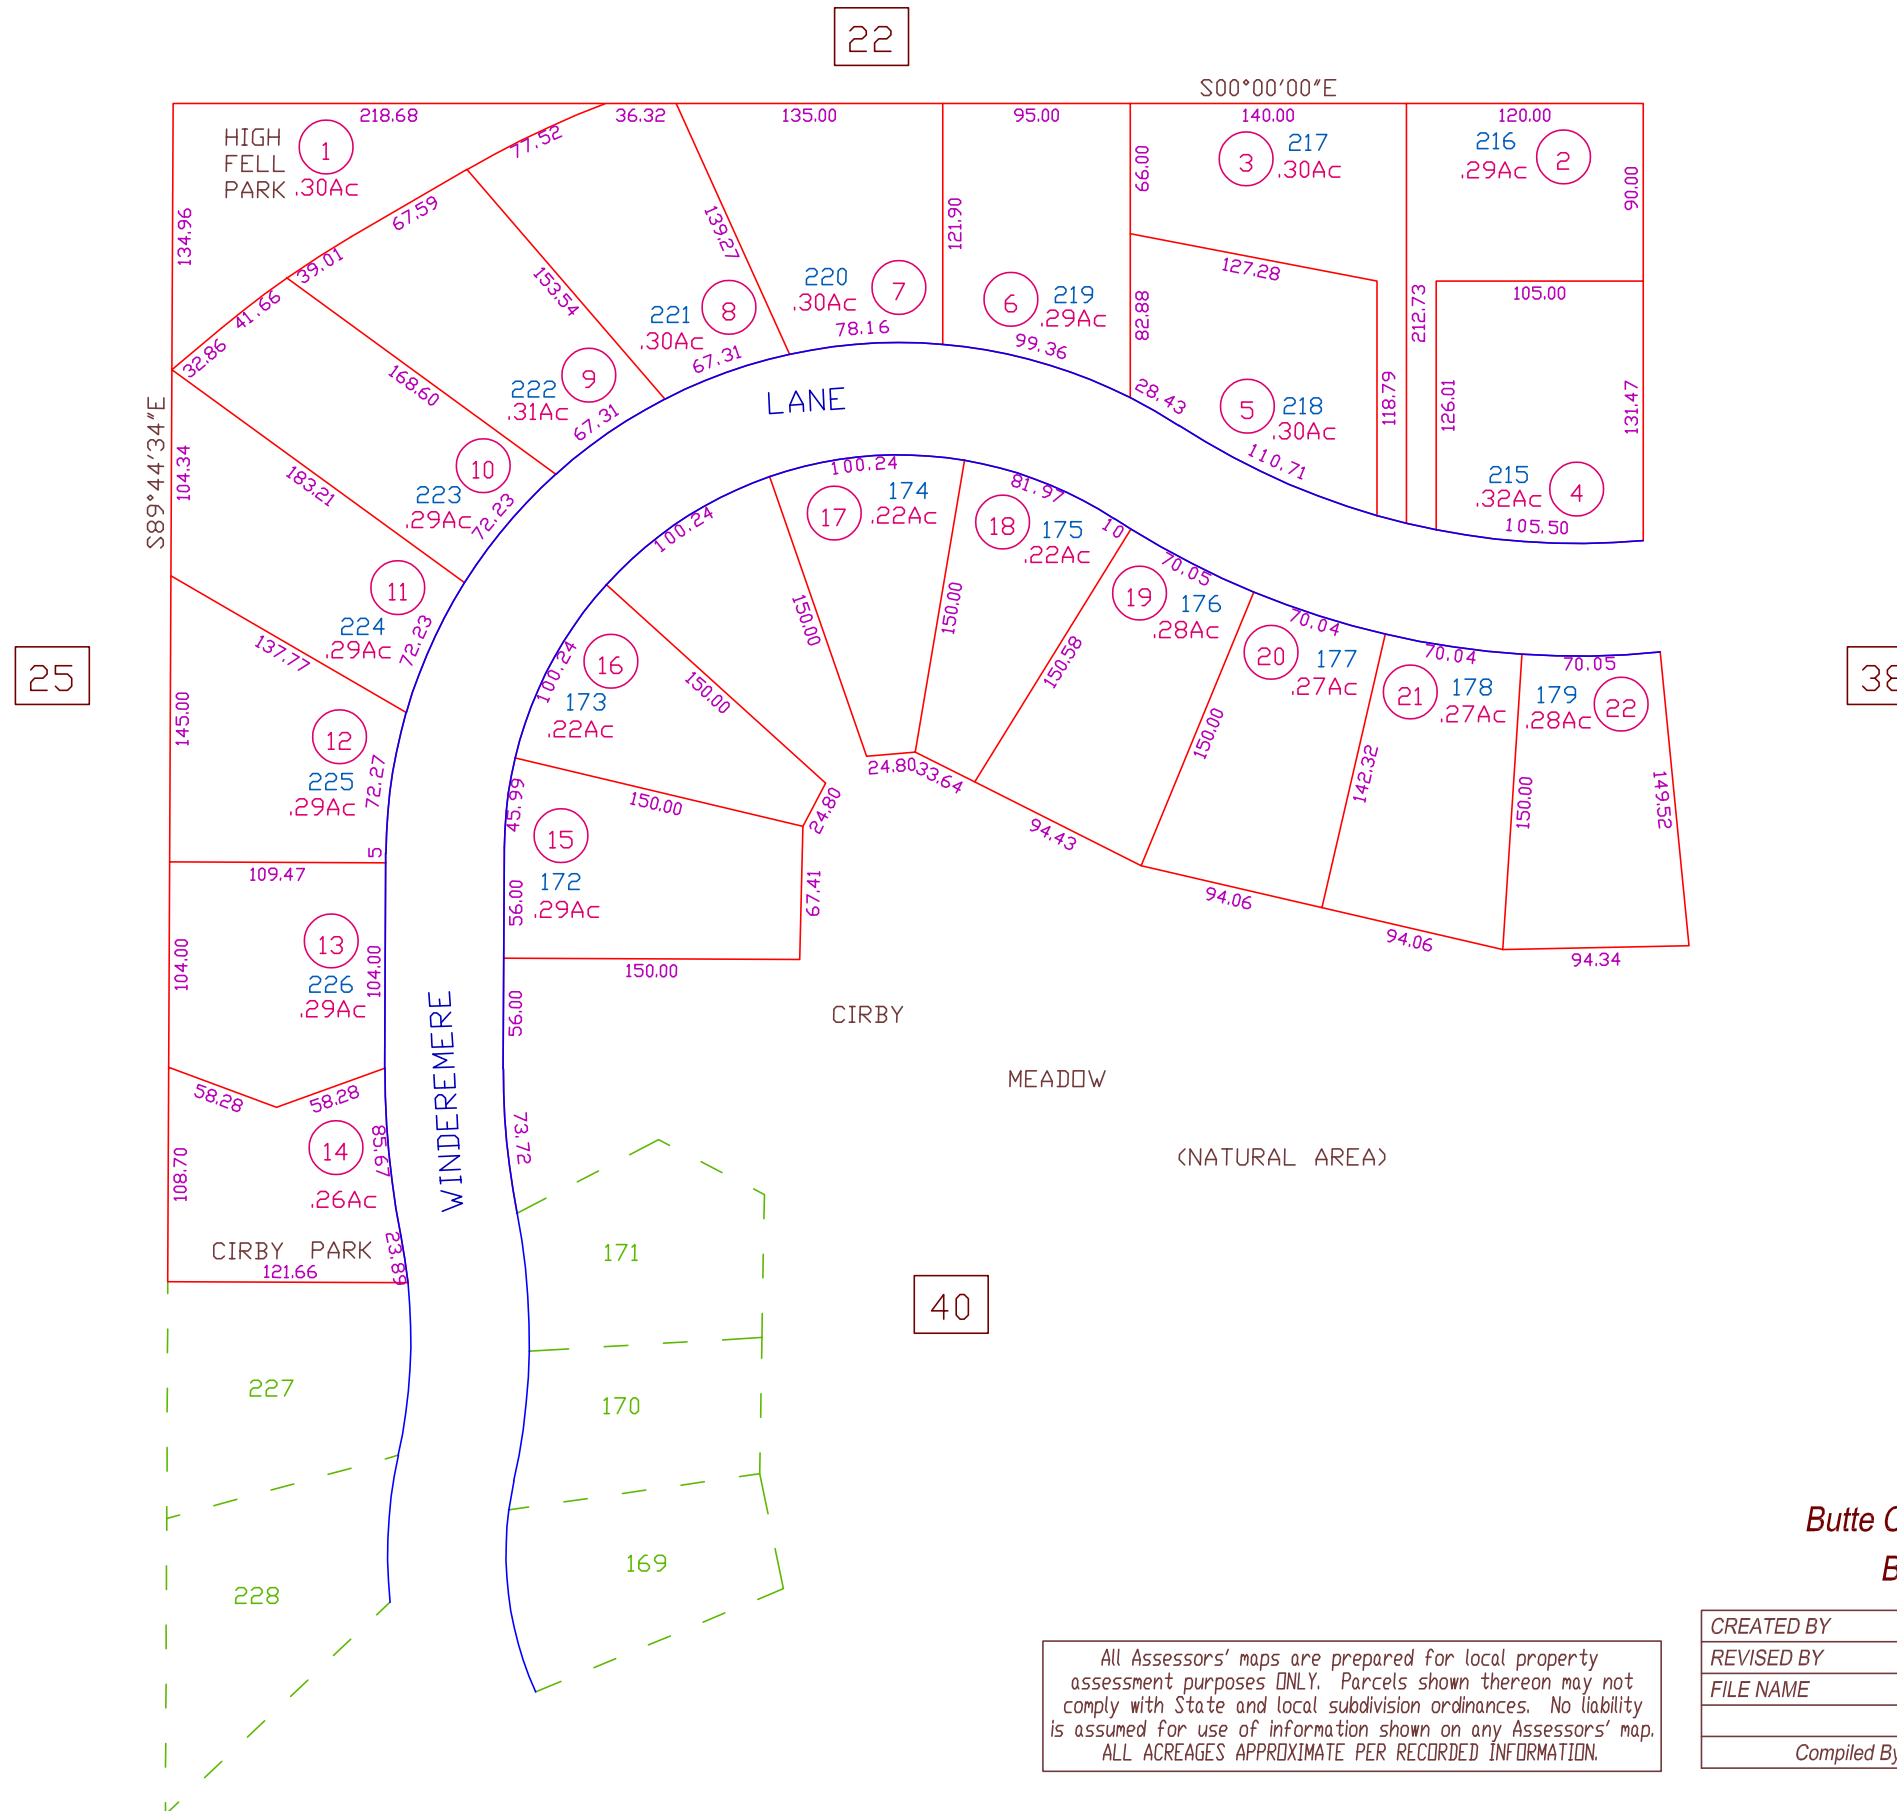 22
S00°00'00"E
218.68
36.32
135.00
95.00
140.00
120.00
HIGH
FELL
PARK
1
.30Ac
77.52
134.96
67.59
39.01
41.66
32.86
139.27
121.90
66.00
3
217
.30Ac
216
2
.29Ac
90.00
153.54
168.60
221
8
.30Ac
67.31
220
7
.30Ac
78.16
6
219
.29Ac
99.36
127.28
82.88
212.73
105.00
222
9
.31Ac
67.31
LANE
28.43
5
218
.30Ac
110.71
118.79
126.01
131.47
215
4
.32Ac
105.50
S89°44'34"E
104.34
183.21
10
223
.29Ac
72.23
100.24
100.24
17
174
.22Ac
81.97
18
175
.22Ac
10
70.05
11
224
.29Ac
72.23
137.77
100.24
16
173
.22Ac
150.00
150.00
150.00
150.58
19
176
.28Ac
70.04
20
177
.27Ac
70.04
21
178
.27Ac
70.05
179
22
.28Ac
25
38
145.00
12
225
.29Ac
72.27
5
45.99
150.00
24.80
24.80
33.64
150.00
142.32
150.00
149.52
15
172
.29Ac
94.43
109.47
56.00
67.41
94.06
94.06
94.34
104.00
13
226
.29Ac
104.00
150.00
56.00
CIRBY
MEADOW
(NATURAL AREA)
WINDEREMERE
58.28
58.28
108.70
14
.26Ac
85.67
73.72
CIRBY PARK
23.89
121.66
171
40
227
170
228
169
Butte C
B
All Assessors' maps are prepared for local property
assessment purposes ONLY. Parcels shown thereon may not
comply with State and local subdivision ordinances. No liability
is assumed for use of information shown on any Assessors' map.
ALL ACREAGES APPROXIMATE PER RECORDED INFORMATION.
CREATED BY
REVISED BY
FILE NAME
Compiled By